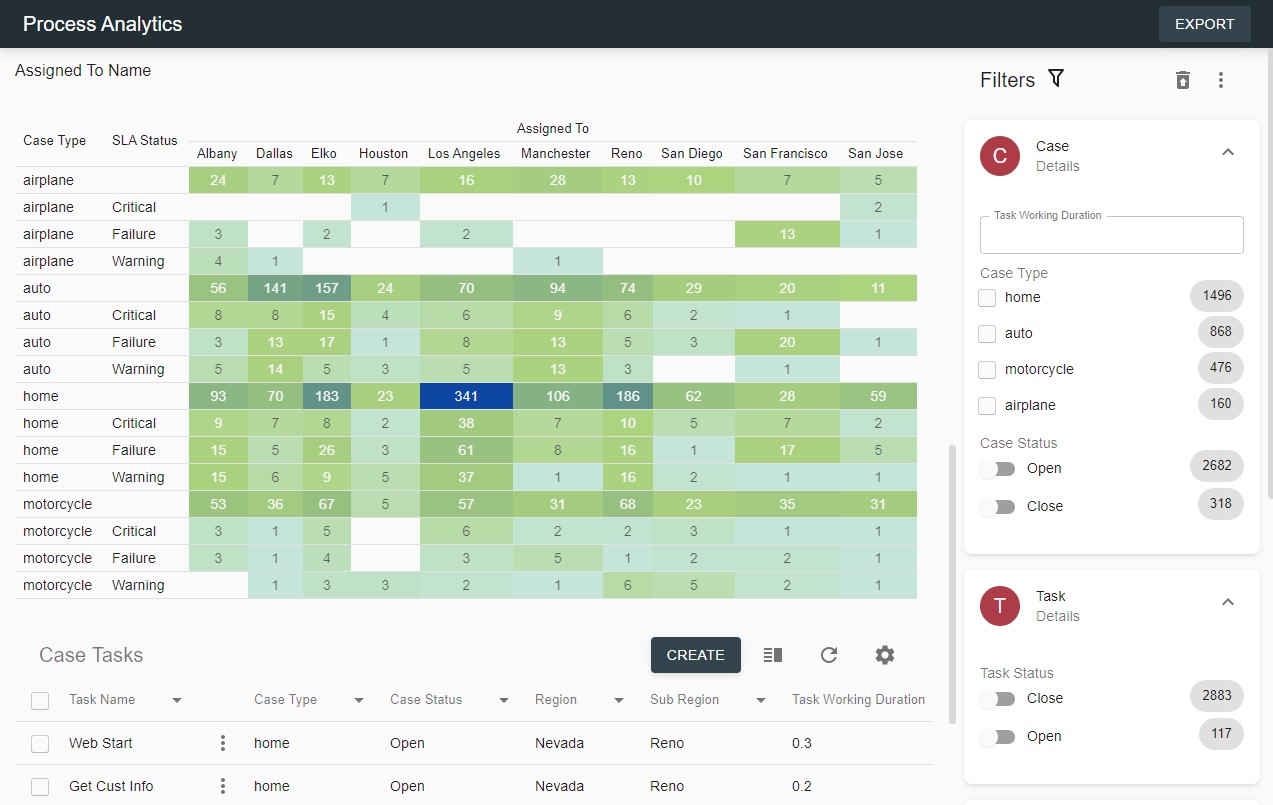 Process Analytics EXPORT
Assigned To Name
Filters
Case Type SLA Status Assigned To
Albany Dallas Elko Houston Los Angeles Manchester Reno San Diego San Francisco San Jose
airplane 24 7 13 7 16 28 13 10 7 5
airplane Critical 1 2
airplane Failure 3 2 2 13 1
airplane Warning 4 1 1
auto 56 141 157 24 70 94 74 29 20 11
auto Critical 8 8 15 4 6 9 6 2 1
auto Failure 3 13 17 1 8 13 5 3 20 1
auto Warning 5 14 5 3 5 13 3 1
home 93 70 183 23 341 106 186 62 28 59
home Critical 9 7 8 2 38 7 10 5 7 2
home Failure 15 5 26 3 61 8 16 1 17 5
home Warning 15 6 9 5 37 1 16 2 1 1
motorcycle 53 36 67 5 57 31 68 23 35 31
motorcycle Critical 3 1 5 6 2 2 3 1 1
motorcycle Failure 3 1 4 3 5 1 2 2 1
motorcycle Warning 1 3 3 2 1 6 5 2 1
Case Tasks CREATE
Task Name Case Type Case Status Region Sub Region Task Working Duration
Web Start home Open Nevada Reno 0.3
Get Cust Info home Open Nevada Reno 0.2
C Case
Details
Task Working Duration
Case Type
home 1496
auto 868
motorcycle 476
airplane 160
Case Status
Open 2682
Close 318
T Task
Details
Task Status
Close 2883
Open 117